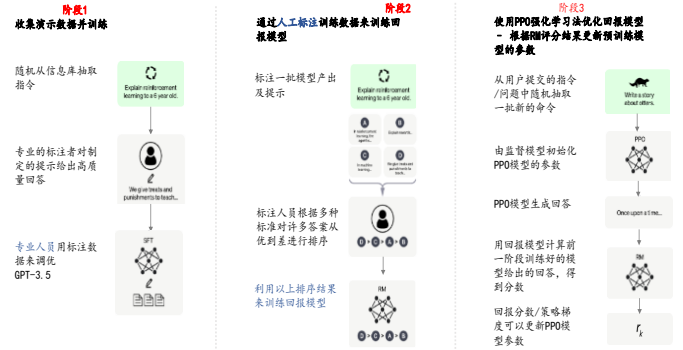 阶段1
收集演示数据并训练
随机从信息库抽取
指令
Explain reinforcement
learning to a 6 year old.
专业的标注者对制
定的提示给出高质
量回答
We give treats and
punishments to teach...
专业人员用标注数
据来调优
GPT-3.5
SFT
阶段2
通过人工标注训练数据来训练回
报模型
标注一批模型产出
及提示
Explain reinforcement
learning to a 6 year old.
A
B
C
D
标注人员根据多种
标准对许多答案从
优到差进行排序
D > C > A > B
利用以上排序结果
来训练回报模型
RM
D > C > A > B
阶段3
使用PPO强化学习法优化回报模型
- 根据RM评分结果更新预训练模
型的参数
从用户提交的指令
/问题中随机抽取
一批新的命令
Write a story
about otters.
由监督模型初始化
PPO模型的参数
PPO
PPO模型生成回答
Once upon a time...
用回报模型计算前
一阶段训练好的模
型给出的回答，得
到分数
RM
回报分数/策略梯
度可以更新PPO模
型参数
rk